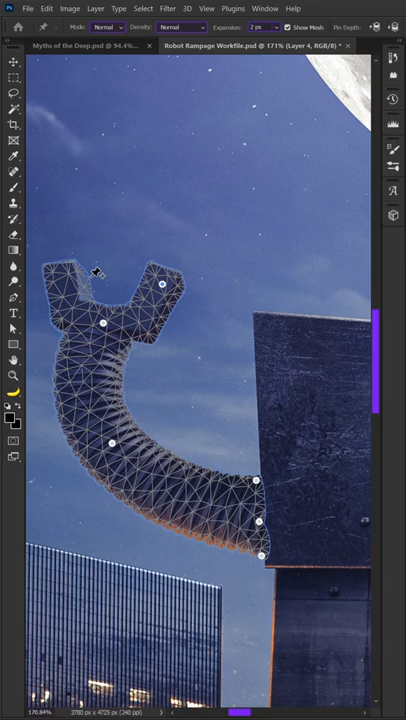 Ps File Edit Image Layer Type Select Filter 3D View Plugins Window Help
Mode: Normal Density: Normal Expansion: 2 px Show Mesh Pin Depth:
Myths of the Deep.psd @ 94.4%... × Robot Rampage Workfile.psd @ 171% (Layer 4, RGB/8) * ×
170.84% 3780 px x 4725 px (240 ppi)